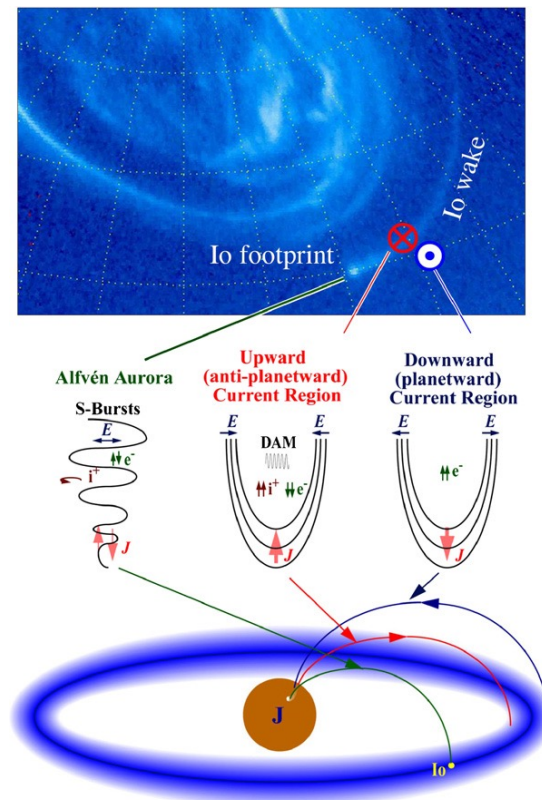 Io wake
Io footprint
Alfvén Aurora
S-Bursts
E
e-
i+
J
Upward
(anti-planetward)
Current Region
E E
DAM
i+ e-
J
Downward
(planetward)
Current Region
E E
e-
J
J
Io